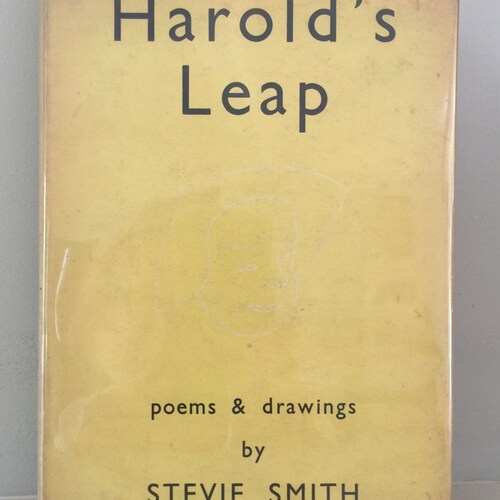 Harold's
Leap
poems & drawings
by
STEVIE SMITH